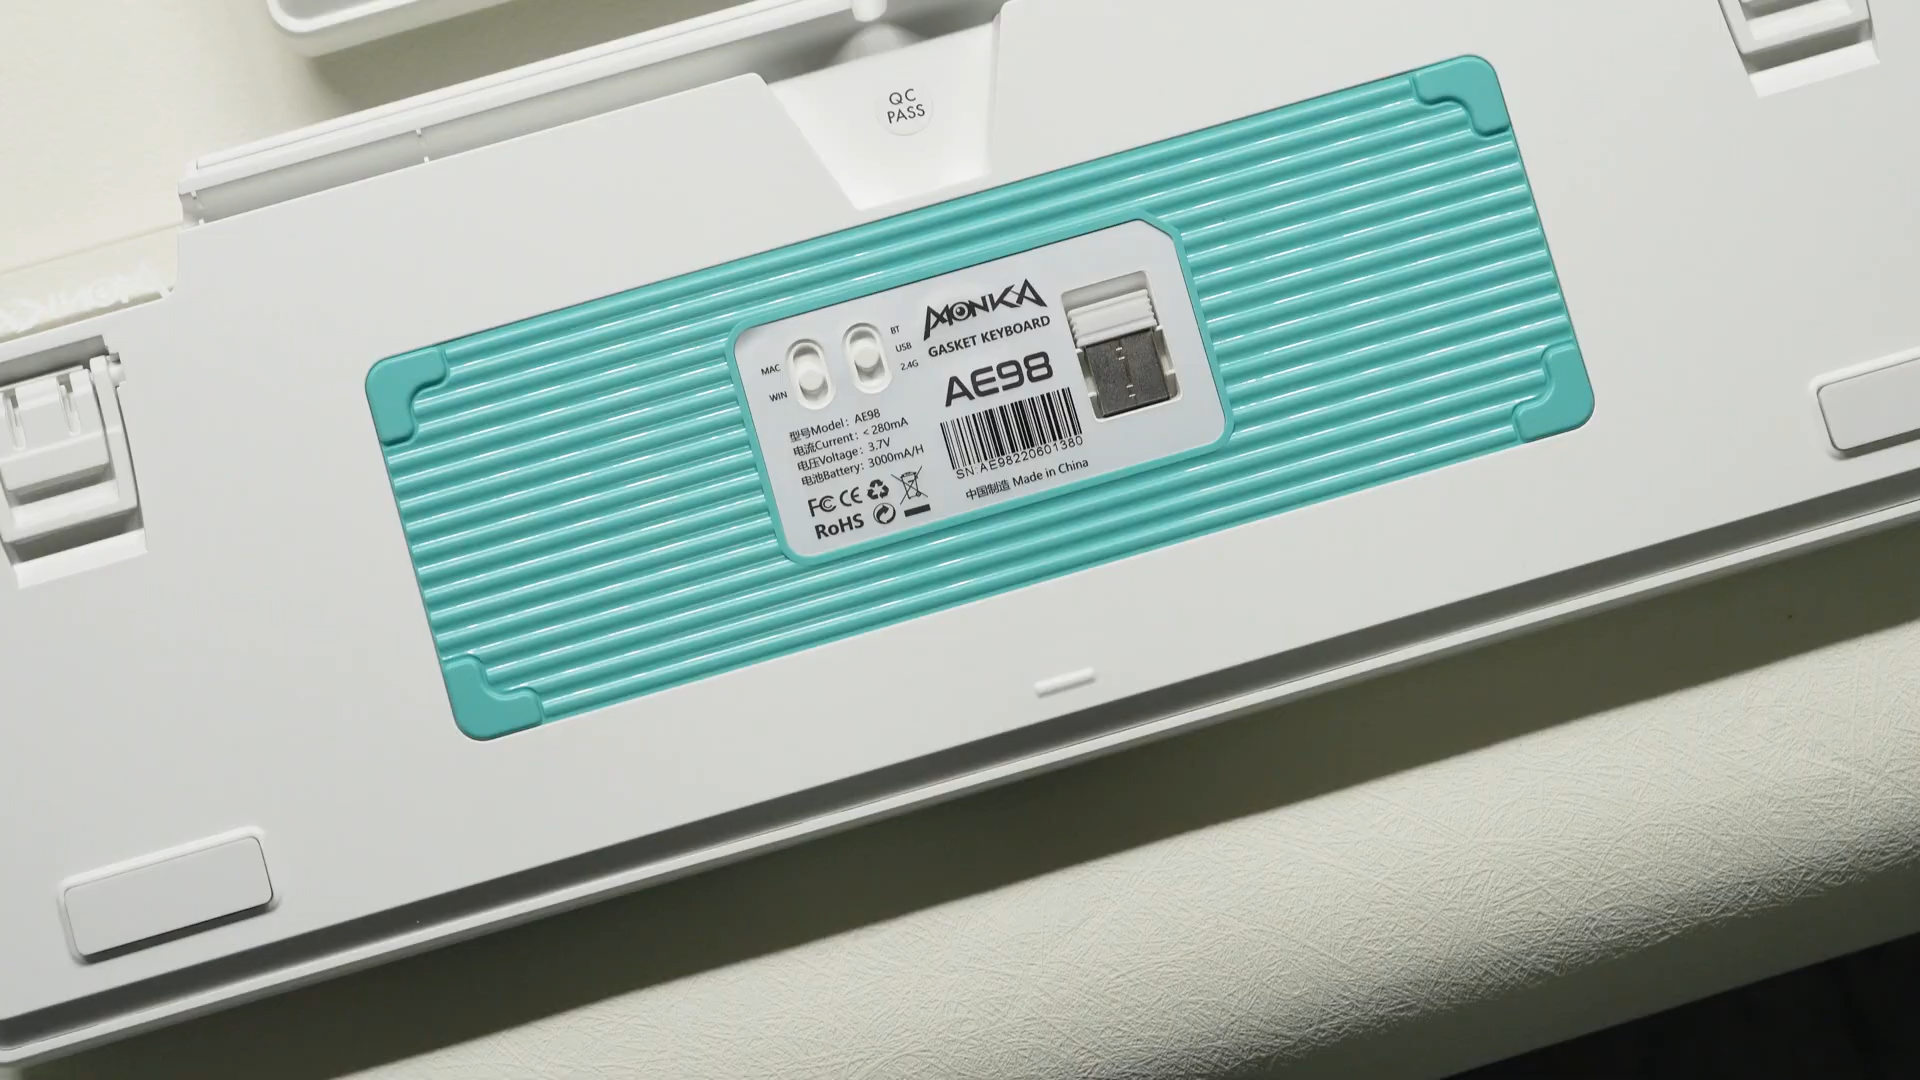 QC
PASS
MONKA
GASKET KEYBOARD
AE98
MAC
WIN
BT
USB
2.4G
型号Model: AE98
电流Current: < 280mA
电压Voltage: 3.7V
电池Battery: 3000mA/H
FC CE
RoHS
SN:AE98220601380
中国制造 Made in China